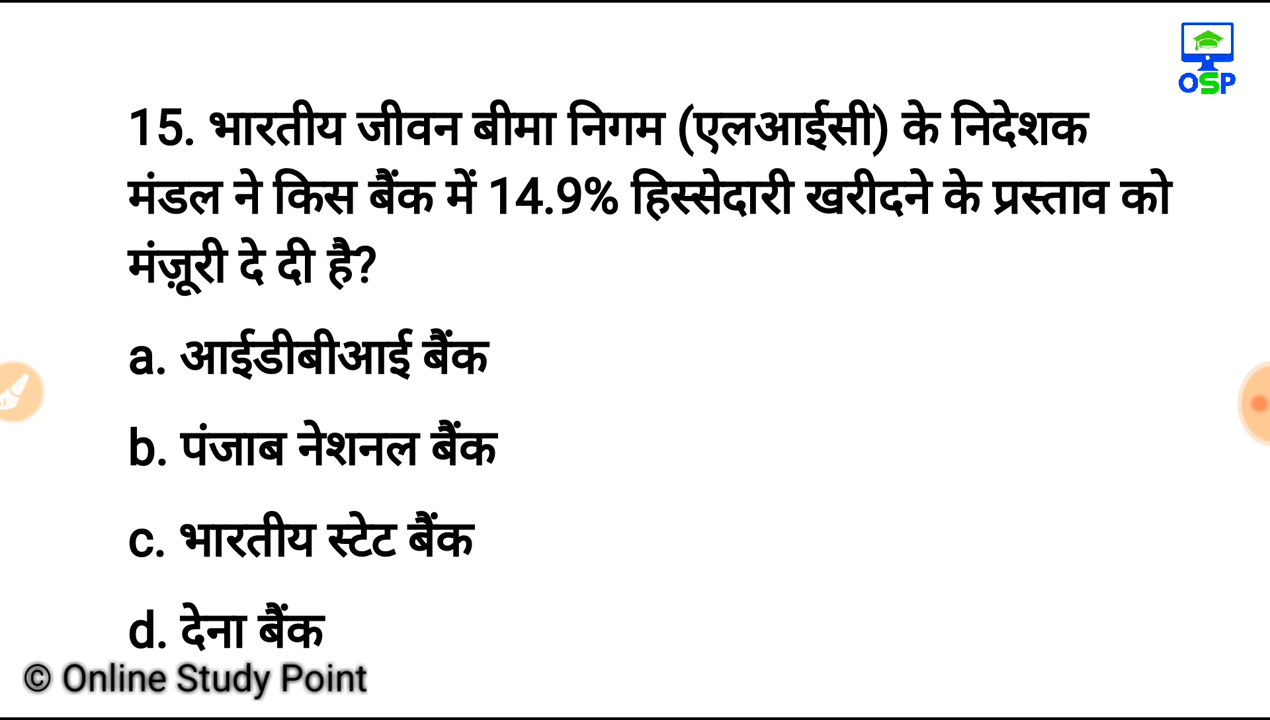 OSP
15. भारतीय जीवन बीमा निगम (एलआईसी) के निदेशक
मंडल ने किस बैंक में 14.9% हिस्सेदारी खरीदने के प्रस्ताव को
मंज़ूरी दे दी है?
a. आईडीबीआई बैंक
b. पंजाब नेशनल बैंक
c. भारतीय स्टेट बैंक
d. देना बैंक
© Online Study Point